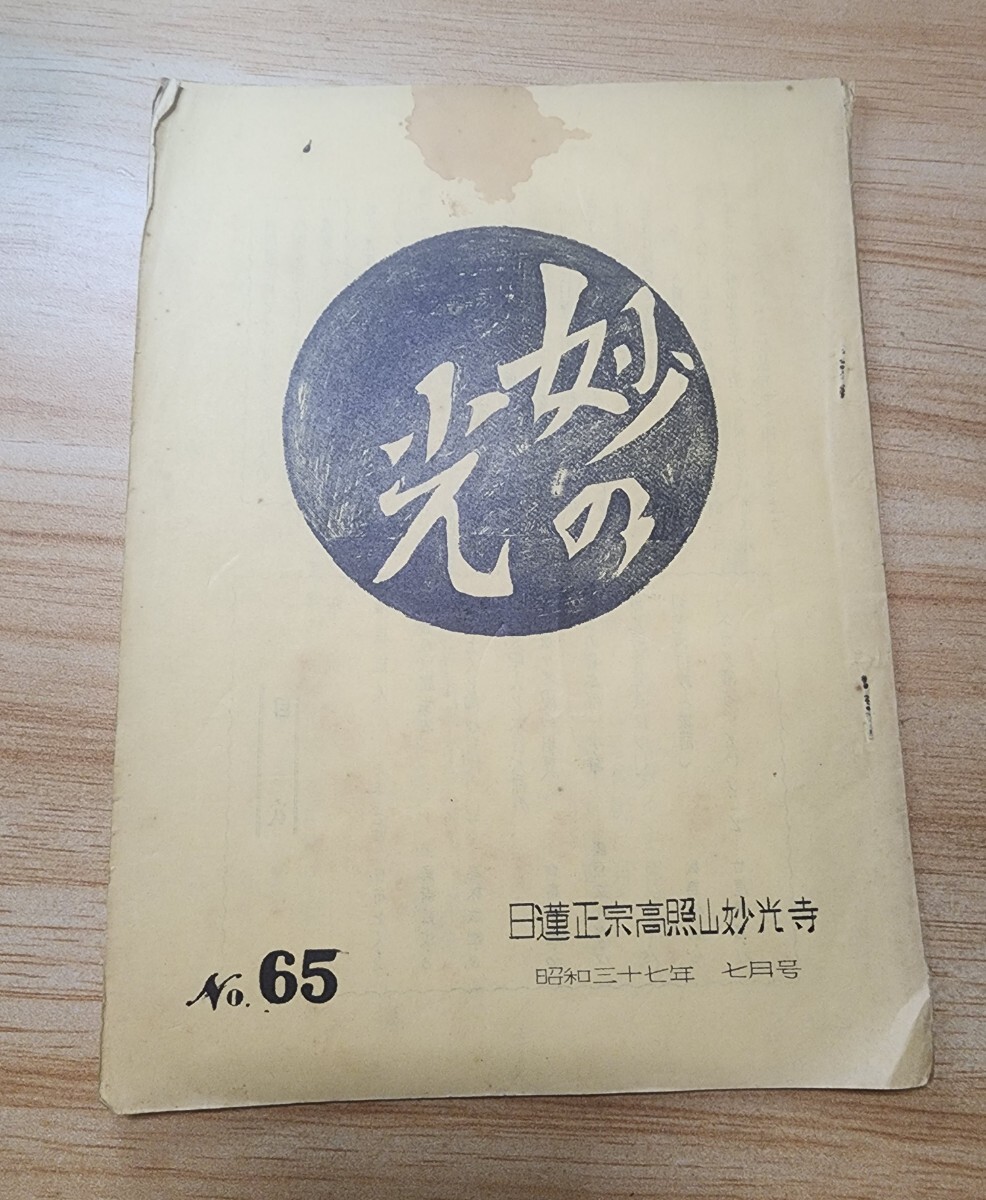 妙の
光
日蓮正宗高照山妙光寺
昭和三十七年 七月号
No. 65